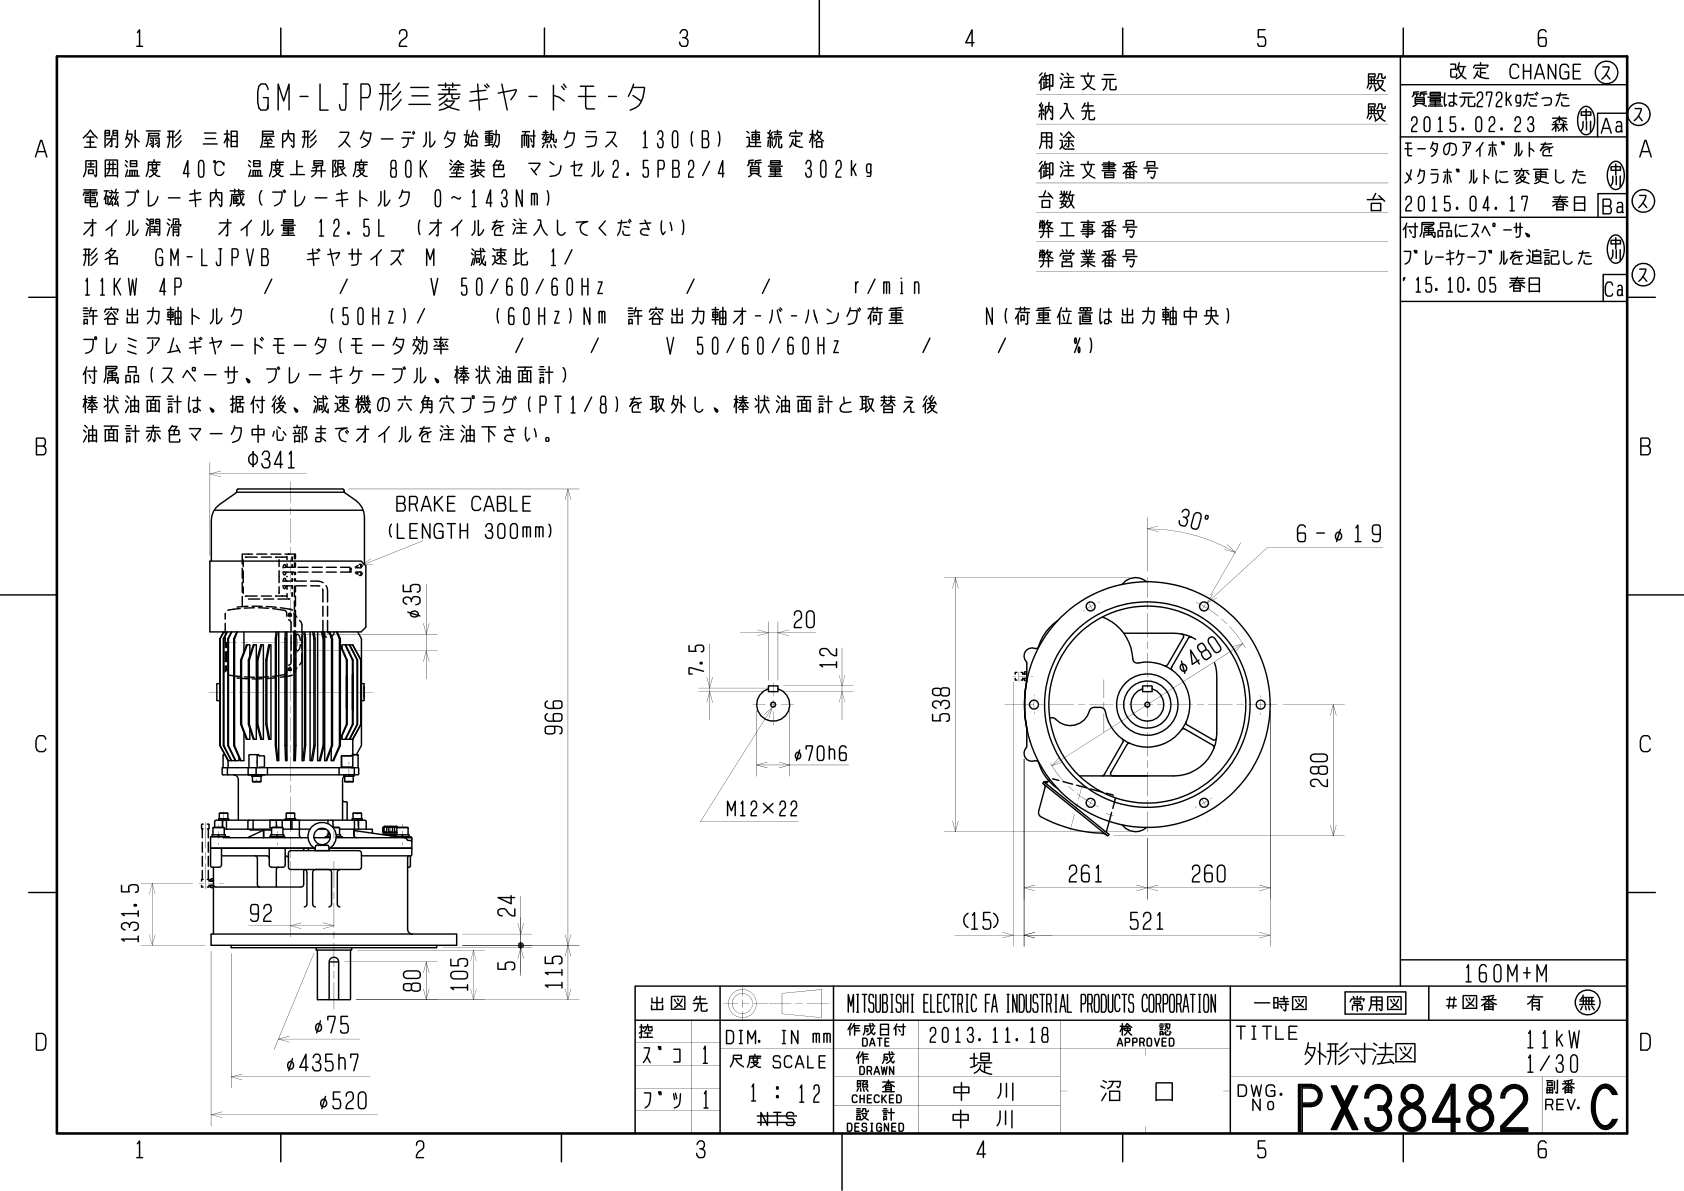 1 2 3 4 5 6
GM-LJP形三菱ギヤ-ドモータ
全閉外扇形 三相 屋内形 スターデルタ始動 耐熱クラス 130(B) 連続定格
周囲温度 40℃ 温度上昇限度 80K 塗装色 マンセル2.5PB2/4 質量 302kg
電磁ブレーキ内蔵(ブレーキトルク 0~143Nm)
オイル潤滑 オイル量 12.5L (オイルを注入してください)
形名 GM-LJPVB ギヤサイズ M 減速比 1/
11KW 4P / / V 50/60/60Hz / / r/min
許容出力軸トルク (50Hz)/ (60Hz)Nm 許容出力軸オ-バ-ハング荷重 N(荷重位置は出力軸中央)
プレミアムギヤードモータ(モータ効率 / / V 50/60/60Hz / / %)
付属品(スペーサ、ブレーキケーブル、棒状油面計)
棒状油面計は、据付後、減速機の六角穴プラグ(PT1/8)を取外し、棒状油面計と取替え後
油面計赤色マーク中心部までオイルを注油下さい。
御注文元 殿
納入先 殿
用途
御注文書番号
台数 台
弊工事番号
弊営業番号
改定 CHANGE ス
質量は元272kgだった
2015.02.23 森 中川 Aa ス
モータのアイボルトを
メクラボルトに変更した 中川
2015.04.17 春日 Ba ス
付属品にスペーサ、
ブレーキケーブルを追記した 中川
'15.10.05 春日 Ca ス
A A
B B
C C
D D
Φ341
BRAKE CABLE
(LENGTH 300mm)
φ35
966
131.5
92
24
5
80
105
115
φ75
φ435h7
φ520
20
7.5
12
φ70h6
M12×22
30°
6-φ19
φ480
538
280
261 260
(15) 521
160M+M
出図先
控
ズコ 1
ブツ 1
DIM. IN mm
尺度 SCALE
1 : 12
NTS
MITSUBISHI ELECTRIC FA INDUSTRIAL PRODUCTS CORPORATION
作成日付
DATE
2013.11.18
作 成
DRAWN
堤
照 査
CHECKED
中 川
設 計
DESIGNED
中 川
検 認
APPROVED
沼 口
一時図 常用図 #図番 有 無
TITLE
外形寸法図
11kW
1/30
DWG.
No
PX38482
副番
REV.
C
1 2 3 4 5 6